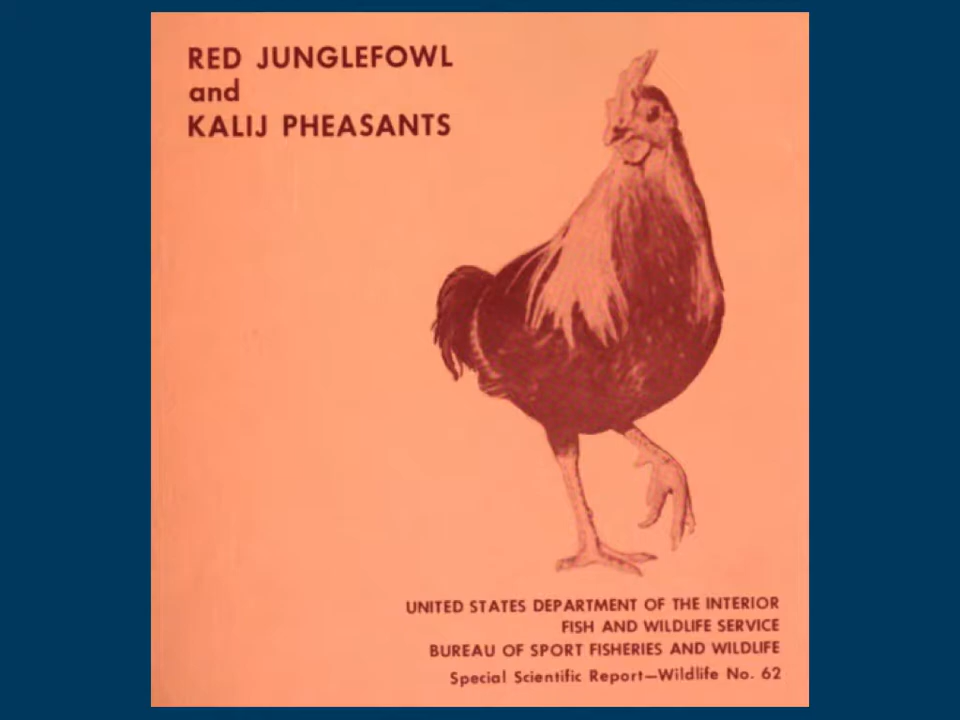 RED JUNGLEFOWL
and
KALIJ PHEASANTS
UNITED STATES DEPARTMENT OF THE INTERIOR
FISH AND WILDLIFE SERVICE
BUREAU OF SPORT FISHERIES AND WILDLIFE
Special Scientific Report—Wildlife No. 62